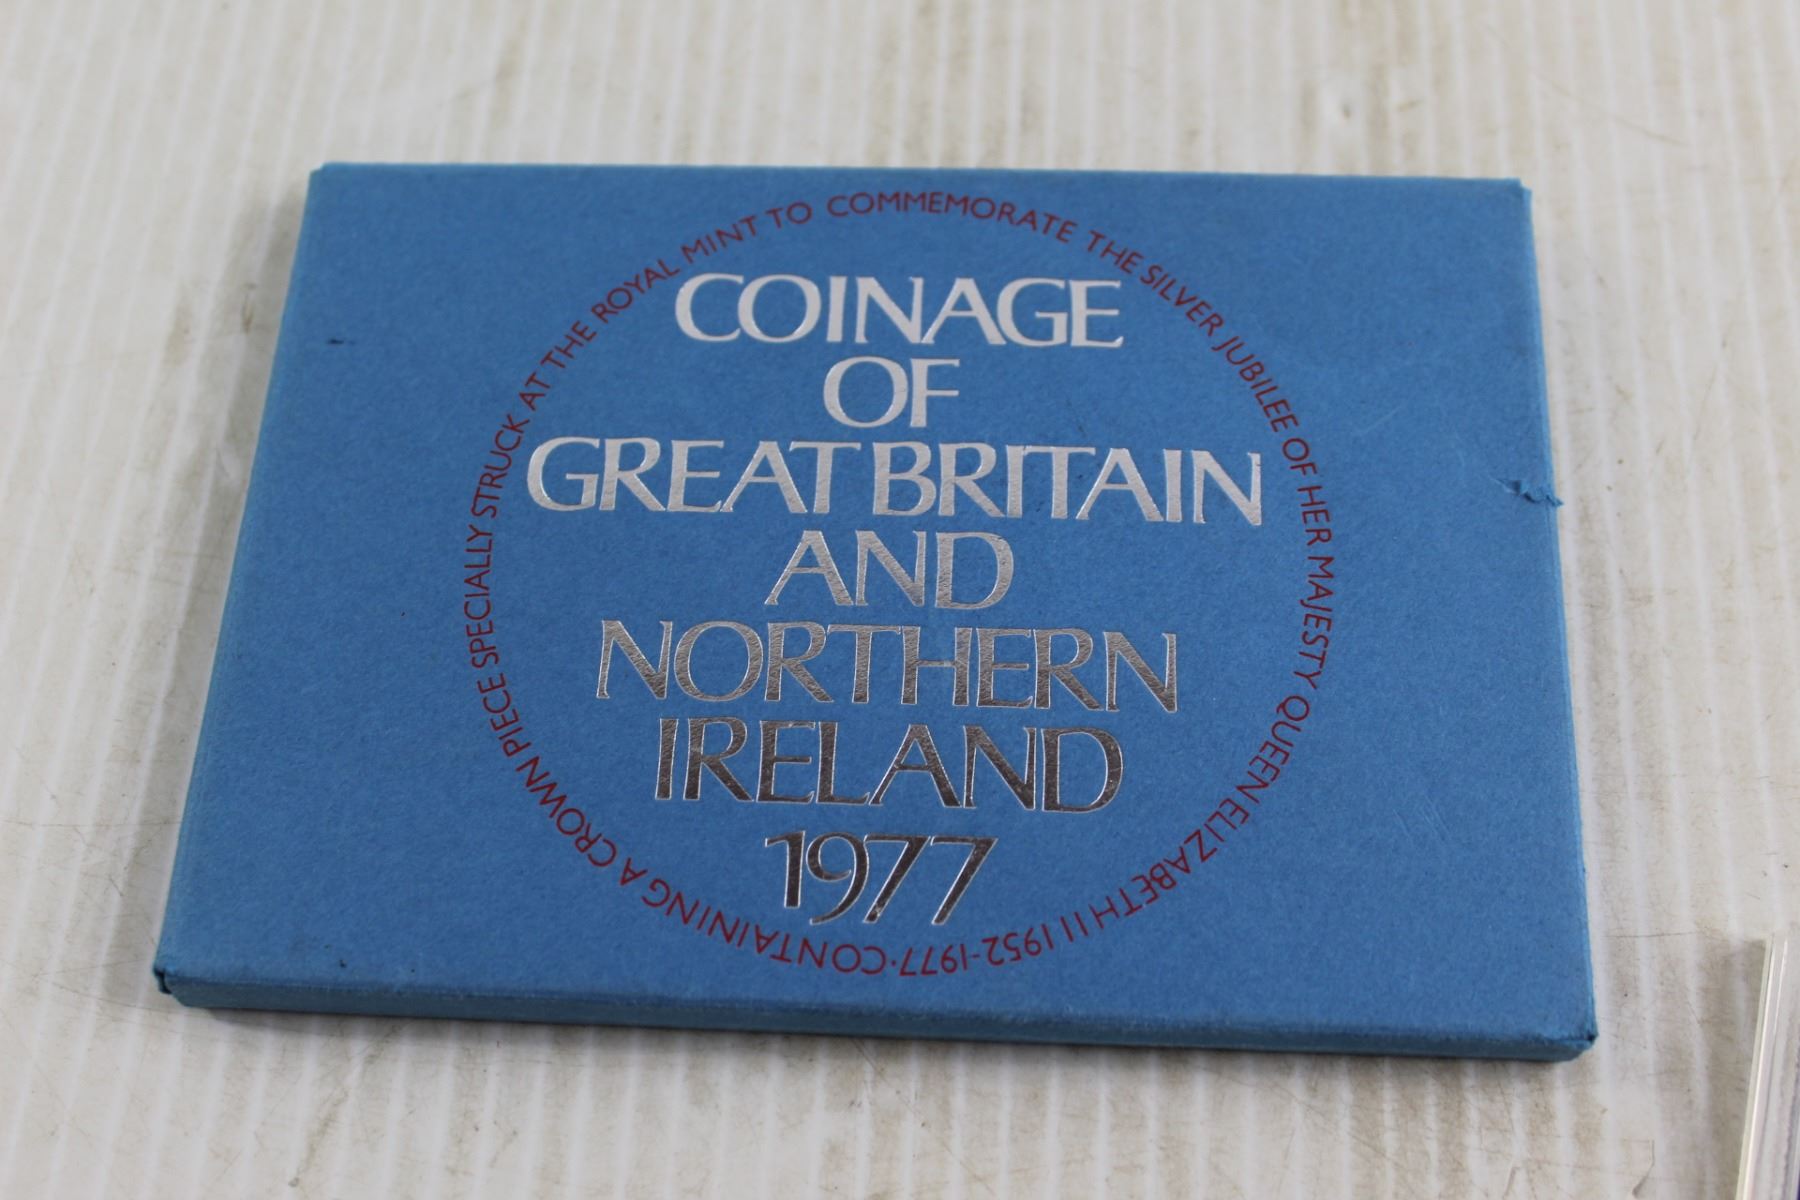 COINAGE
OF
GREAT BRITAIN
AND
NORTHERN
IRELAND
1977
CONTAINING A CROWN PIECE SPECIALLY STRUCK AT THE ROYAL MINT TO COMMEMORATE THE SILVER JUBILEE OF HER MAJESTY QUEEN ELIZABETH II 1952-1977·